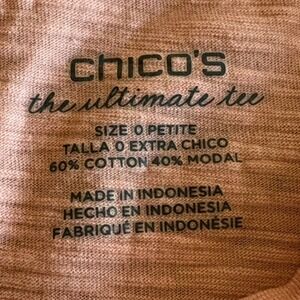 chico's
the ultimate tee
SIZE 0 PETITE
TALLA 0 EXTRA CHICO
60% COTTON 40% MODAL
MADE IN INDONESIA
HECHO EN INDONESIA
FABRIQUÉ EN INDONÉSIE